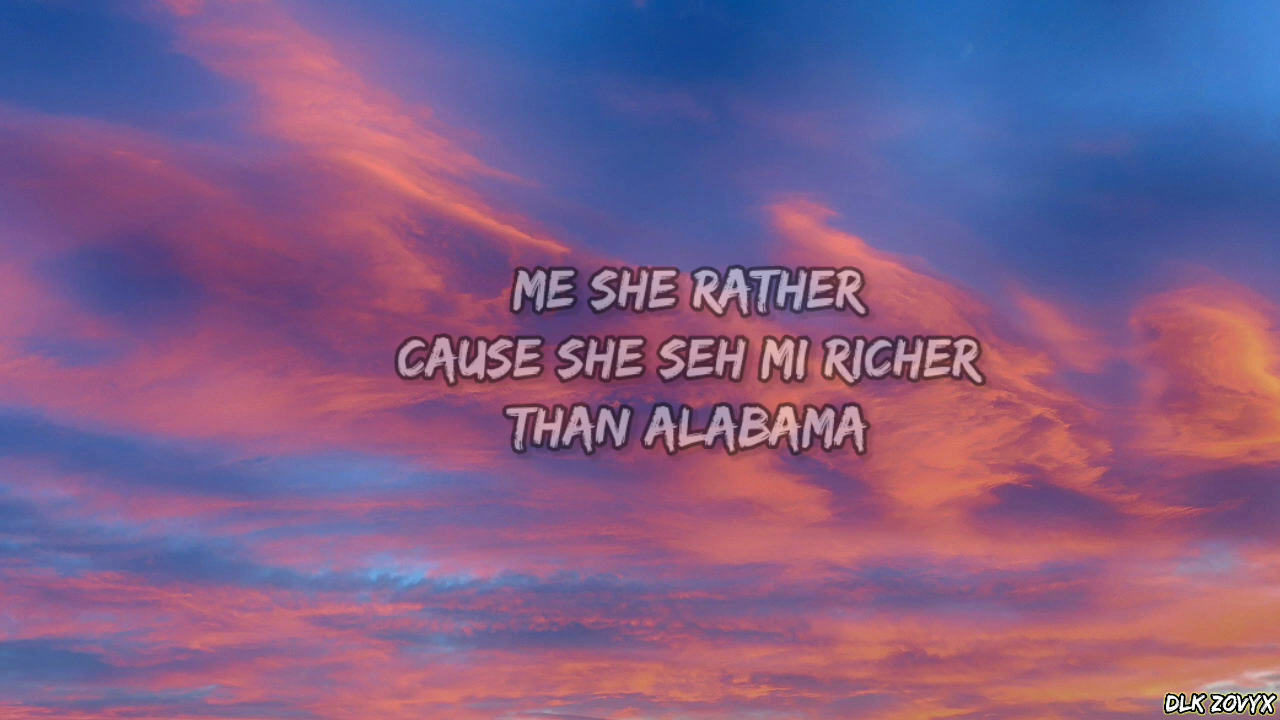 ME SHE RATHER
CAUSE SHE SEH MI RICHER
THAN ALABAMA
DLK ZOVYX